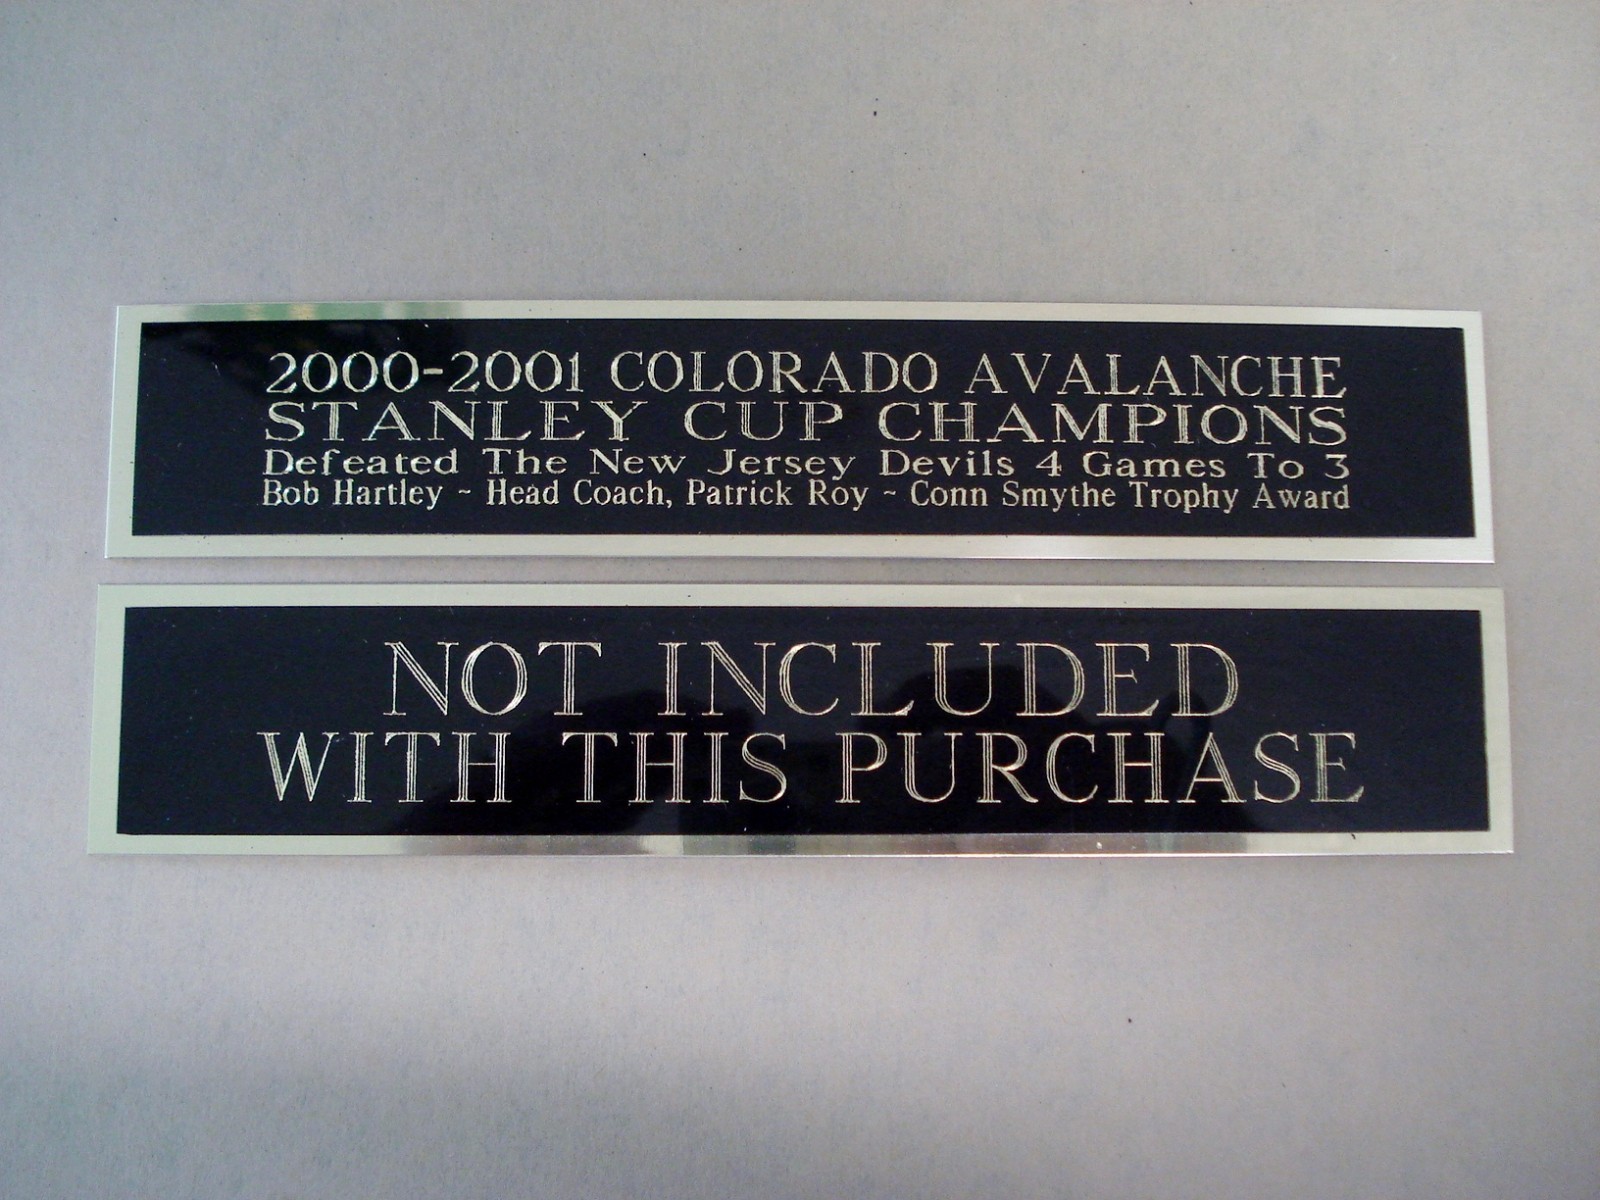 2000-2001 COLORADO AVALANCHE
STANLEY CUP CHAMPIONS
Defeated The New Jersey Devils 4 Games To 3
Bob Hartley ~ Head Coach, Patrick Roy ~ Conn Smythe Trophy Award
NOT INCLUDED
WITH THIS PURCHASE